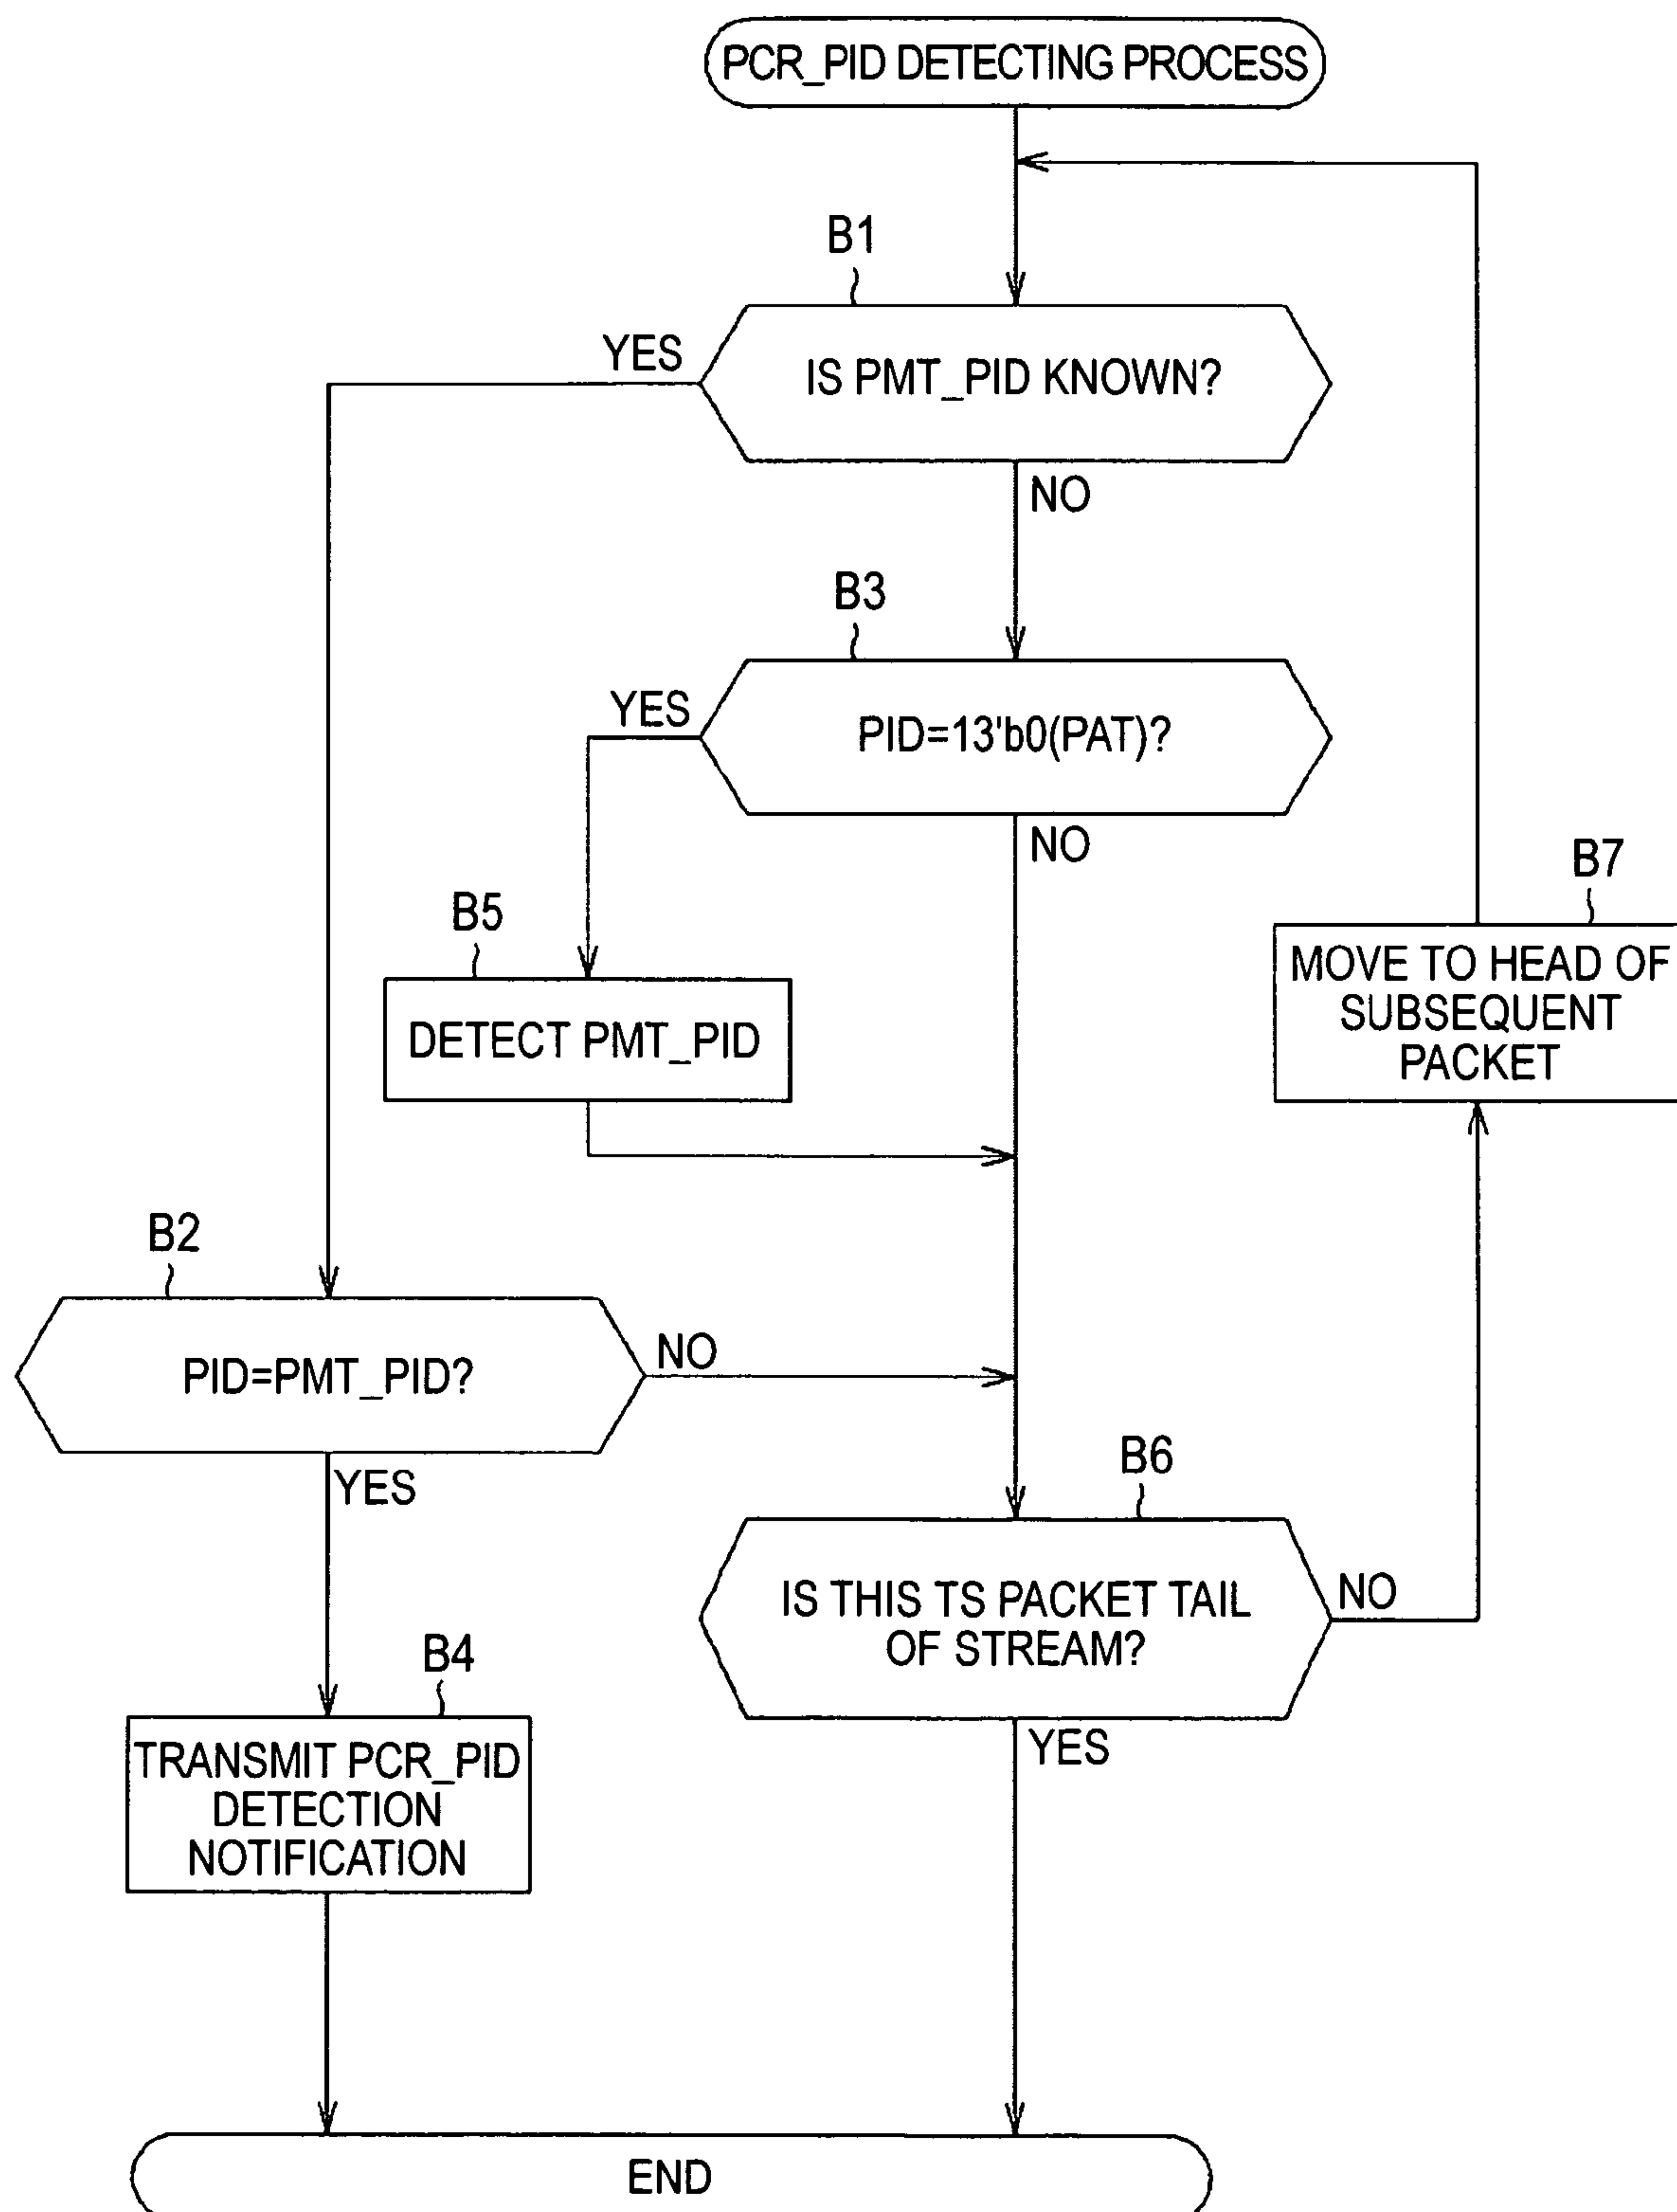 PCR_PID DETECTING PROCESS
B1
YES
IS PMT_PID KNOWN?
NO
B3
YES
PID=13'b0(PAT)?
NO
B7
MOVE TO HEAD OF
SUBSEQUENT
PACKET
B5
DETECT PMT_PID
B2
PID=PMT_PID?
NO
YES
B6
IS THIS TS PACKET TAIL
OF STREAM?
NO
YES
B4
TRANSMIT PCR_PID
DETECTION
NOTIFICATION
END